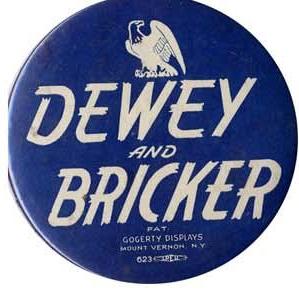 DEWEY
AND
BRICKER
PAT
GOGERTY DISPLAYS
MOUNT VERNON, N.Y.
623